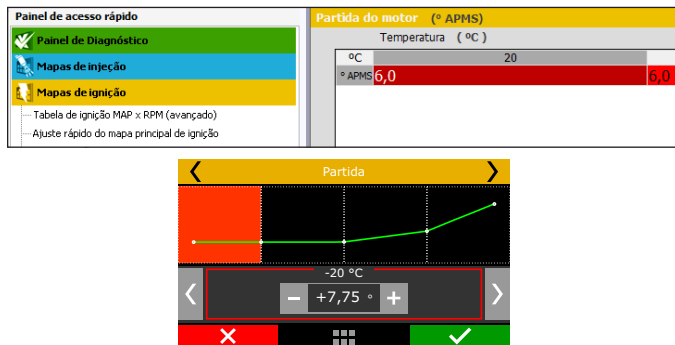 Painel de acesso rápido
Painel de Diagnóstico
Mapas de injeção
Mapas de ignição
Tabela de ignição MAP x RPM (avançado)
Ajuste rápido do mapa principal de ignição
Partida do motor (° APMS)
Temperatura ( ºC )
ºC 20
° APMS 6,0 6,0
Partida
-20 °C
+7,75 °